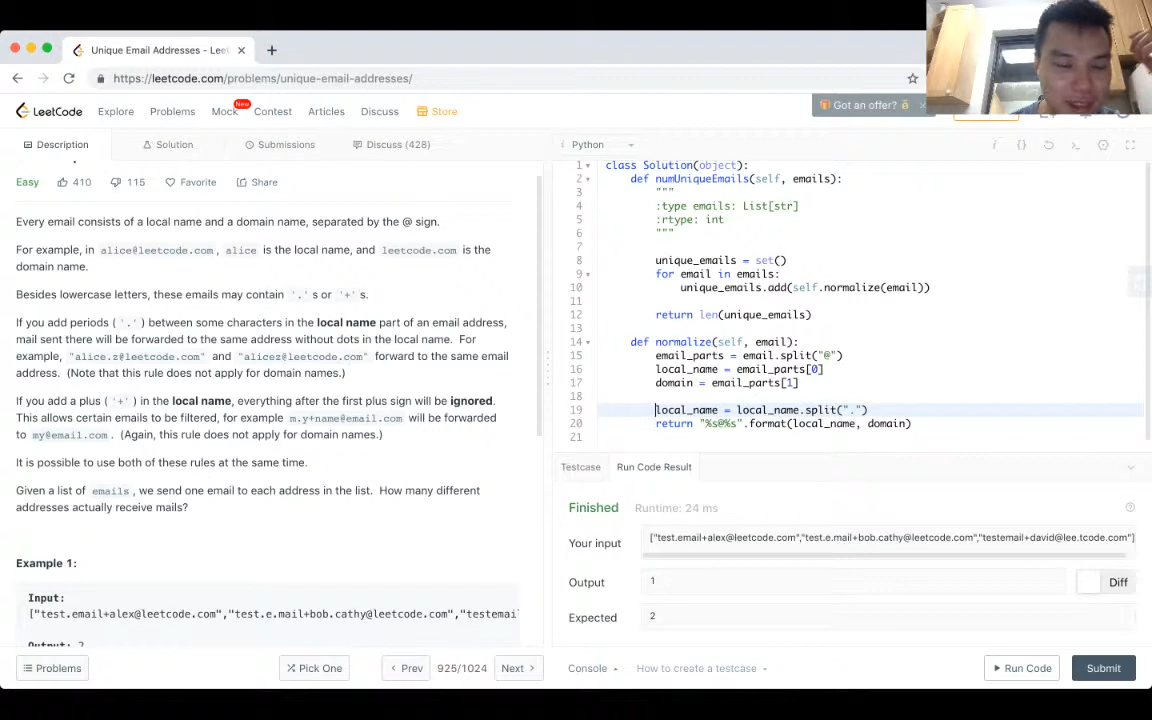 Unique Email Addresses - Leet
https://leetcode.com/problems/unique-email-addresses/
LeetCode Explore Problems Mock New Contest Articles Discuss Store
Got an offer?
Description Solution Submissions Discuss (428)
Python
Easy 410 115 Favorite Share
Every email consists of a local name and a domain name, separated by the @ sign.
For example, in alice@leetcode.com, alice is the local name, and leetcode.com is the
domain name.
Besides lowercase letters, these emails may contain '.' s or '+' s.
If you add periods ( '.' ) between some characters in the local name part of an email address,
mail sent there will be forwarded to the same address without dots in the local name. For
example, "alice.z@leetcode.com" and "alicez@leetcode.com" forward to the same email
address. (Note that this rule does not apply for domain names.)
If you add a plus ( '+' ) in the local name, everything after the first plus sign will be ignored.
This allows certain emails to be filtered, for example m.y+name@email.com will be forwarded
to my@email.com . (Again, this rule does not apply for domain names.)
It is possible to use both of these rules at the same time.
Given a list of emails, we send one email to each address in the list. How many different
addresses actually receive mails?
Example 1:
Input:
["test.email+alex@leetcode.com","test.e.mail+bob.cathy@leetcode.com","testemail
Output: 2
1 class Solution(object):
2 def numUniqueEmails(self, emails):
3 """
4 :type emails: List[str]
5 :rtype: int
6 """
7
8 unique_emails = set()
9 for email in emails:
10 unique_emails.add(self.normalize(email))
11
12 return len(unique_emails)
13
14 def normalize(self, email):
15 email_parts = email.split("@")
16 local_name = email_parts[0]
17 domain = email_parts[1]
18
19 local_name = local_name.split(".")
20 return "%s@%s".format(local_name, domain)
21
Testcase Run Code Result
Finished Runtime: 24 ms
Your input ["test.email+alex@leetcode.com","test.e.mail+bob.cathy@leetcode.com","testemail+david@lee.tcode.com"]
Output 1 Diff
Expected 2
Problems Pick One Prev 925/1024 Next Console How to create a testcase Run Code Submit